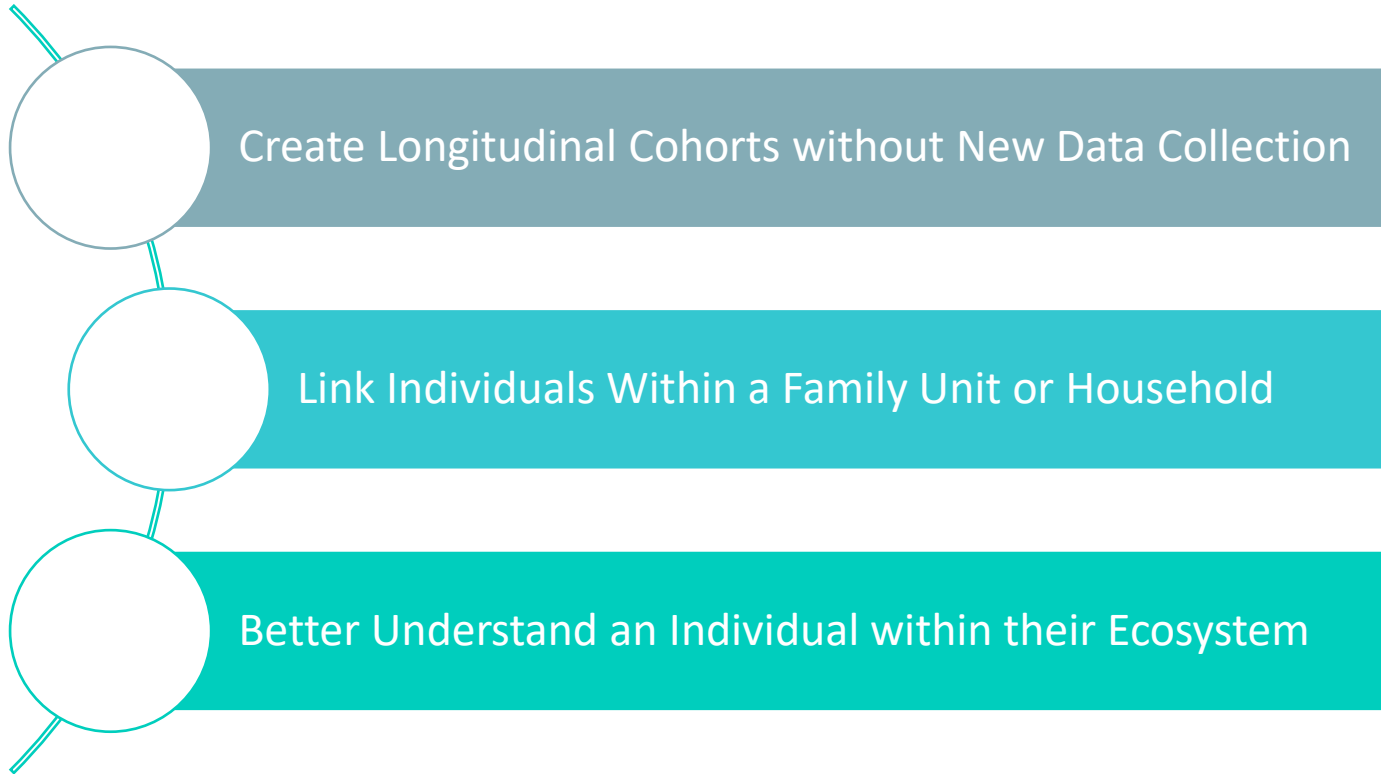 Create Longitudinal Cohorts without New Data Collection
Link Individuals Within a Family Unit or Household
Better Understand an Individual within their Ecosystem